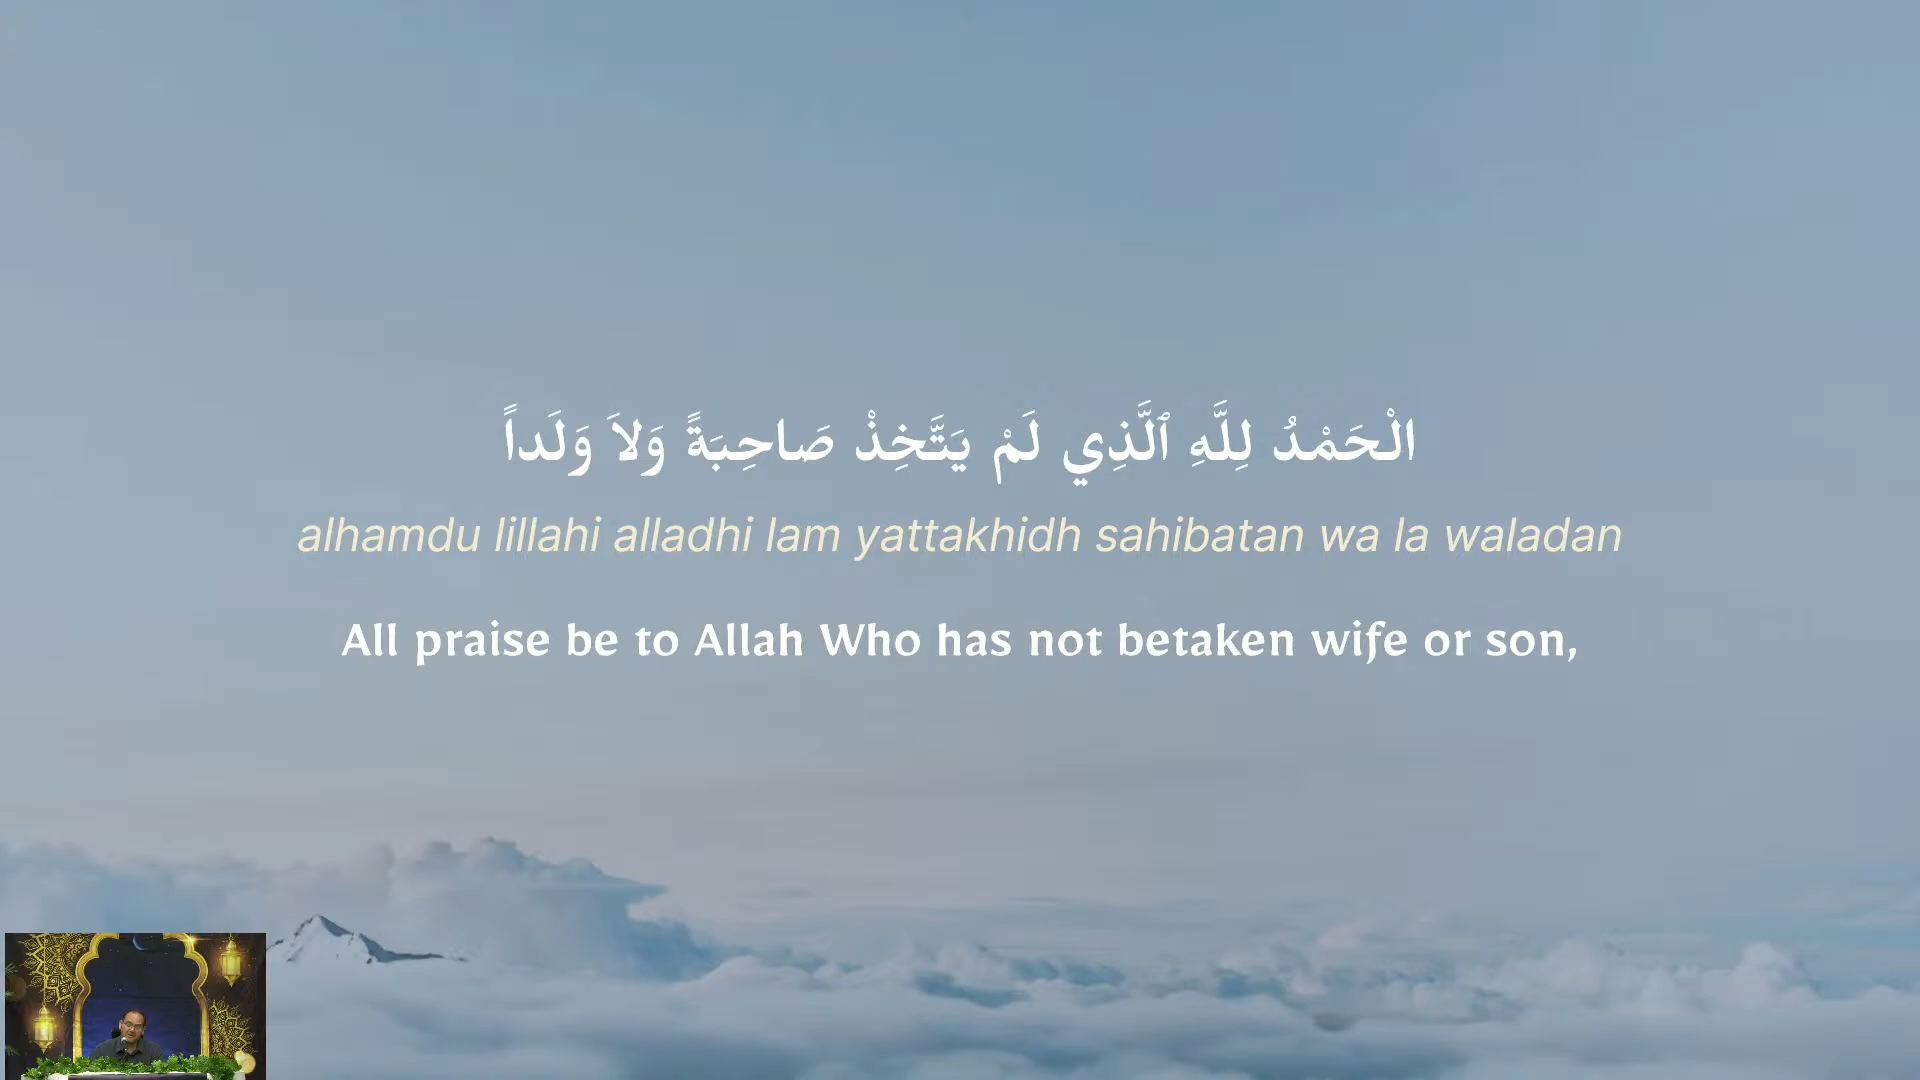 الْحَمْدُ لِلَّهِ ٱلَّذِي لَمْ يَتَّخِذْ صَاحِبَةً وَلاَ وَلَداً
alhamdu lillahi alladhi lam yattakhidh sahibatan wa la waladan
All praise be to Allah Who has not betaken wife or son,